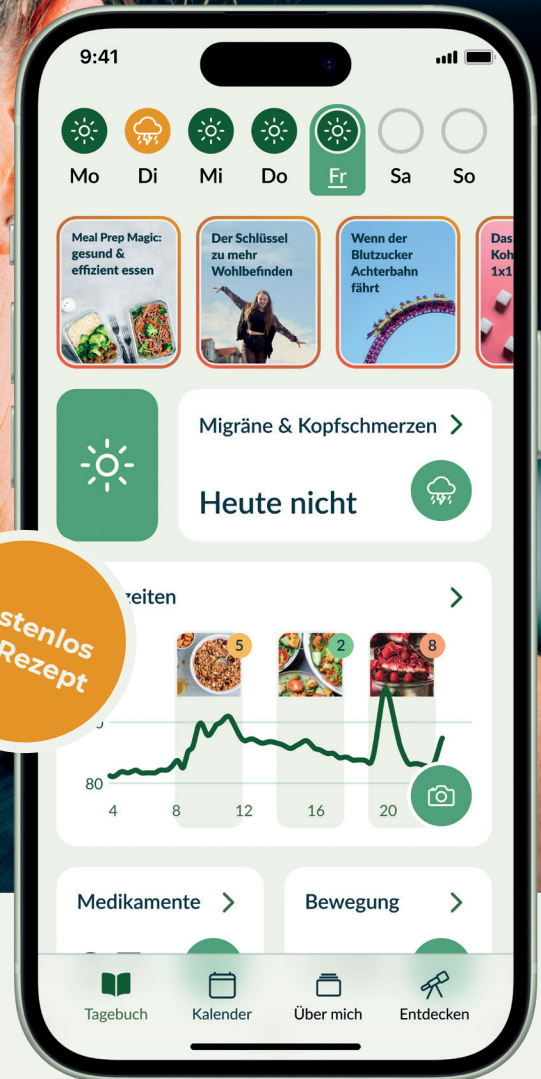 9:41
Mo Di Mi Do Fr Sa So
Meal Prep Magic:
gesund &
effizient essen
Der Schlüssel
zu mehr
Wohlbefinden
Wenn der
Blutzucker
Achterbahn
fährt
Das
Koh
1x1
Migräne & Kopfschmerzen
Heute nicht
stenlos
Rezept
zeiten
5 2 8
80
4 8 12 16 20
Medikamente
Bewegung
Tagebuch Kalender Über mich Entdecken